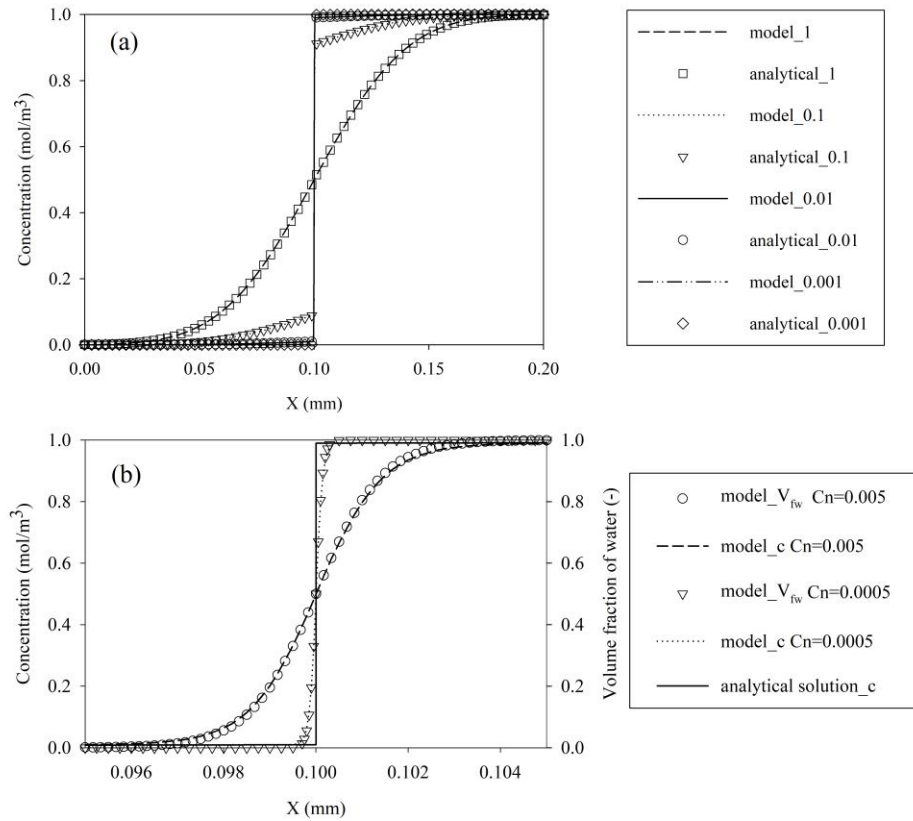 (a)
1.0
0.8
0.6
0.4
0.2
0.0
Concentration (mol/m³)
0.00 0.05 0.10 0.15 0.20
X (mm)
model_1
analytical_1
model_0.1
analytical_0.1
model_0.01
analytical_0.01
model_0.001
analytical_0.001
(b)
1.0
0.8
0.6
0.4
0.2
0.0
Concentration (mol/m³)
1.0
0.8
0.6
0.4
0.2
0.0
Volume fraction of water (-)
0.096 0.098 0.100 0.102 0.104
X (mm)
model_V_fw Cn=0.005
model_c Cn=0.005
model_V_fw Cn=0.0005
model_c Cn=0.0005
analytical solution_c